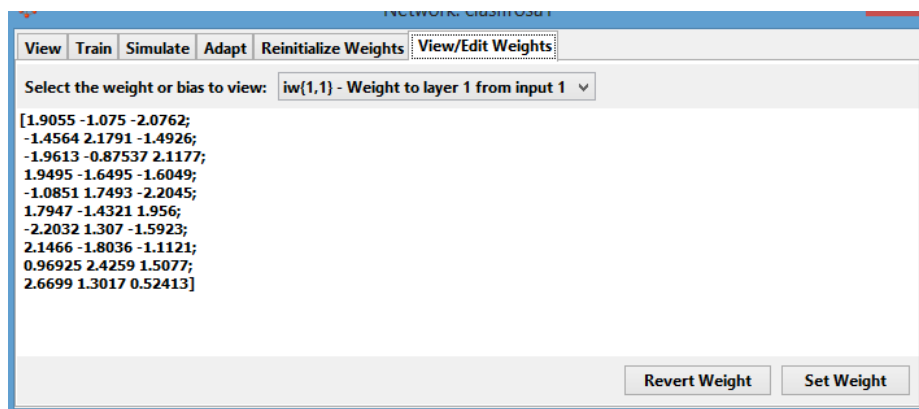 View Train Simulate Adapt Reinitialize Weights View/Edit Weights
Select the weight or bias to view: iw{1,1} - Weight to layer 1 from input 1
[1.9055 -1.075 -2.0762;
-1.4564 2.1791 -1.4926;
-1.9613 -0.87537 2.1177;
1.9495 -1.6495 -1.6049;
-1.0851 1.7493 -2.2045;
1.7947 -1.4321 1.956;
-2.2032 1.307 -1.5923;
2.1466 -1.8036 -1.1121;
0.96925 2.4259 1.5077;
2.6699 1.3017 0.52413]
Revert Weight Set Weight